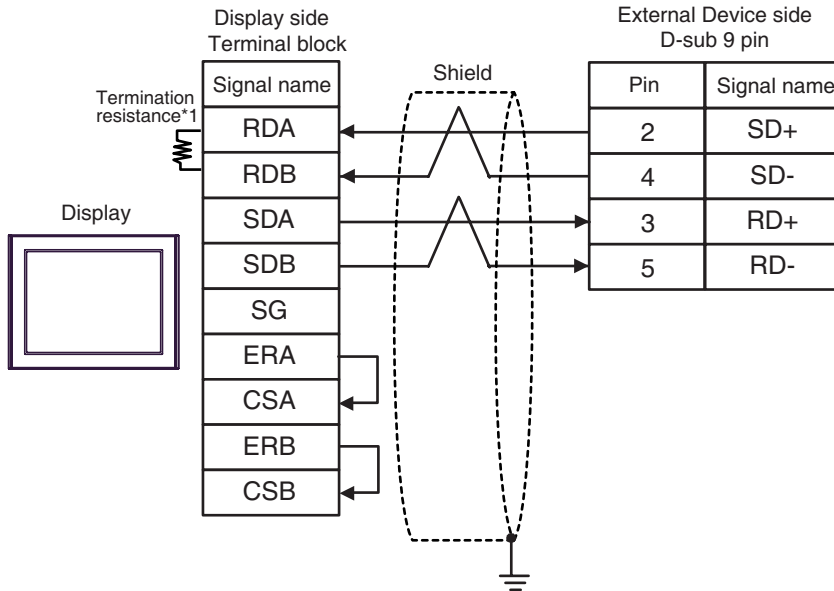 Display side
Terminal block
External Device side
D-sub 9 pin
Termination
resistance*1
Shield
Display
Signal name
RDA
RDB
SDA
SDB
SG
ERA
CSA
ERB
CSB
Pin Signal name
2 SD+
4 SD-
3 RD+
5 RD-